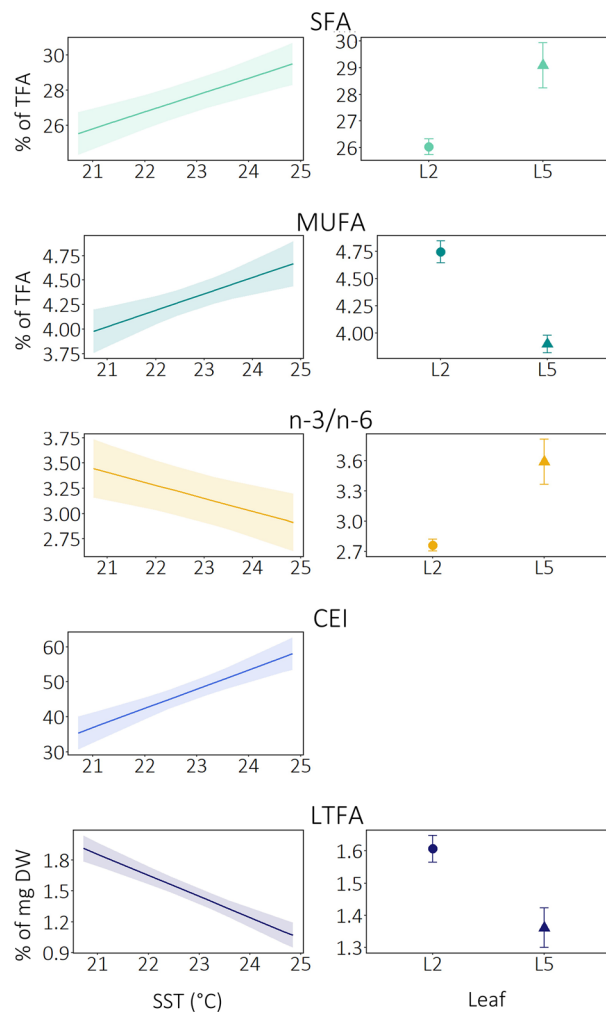 SFA
% of TFA
30
28
26
21 22 23 24 25
30
29
28
27
26
L2 L5
MUFA
% of TFA
4.75
4.50
4.25
4.00
3.75
21 22 23 24 25
4.75
4.50
4.25
4.00
L2 L5
n-3/n-6
3.75
3.50
3.25
3.00
2.75
21 22 23 24 25
3.6
3.3
3.0
2.7
L2 L5
CEI
60
50
40
30
21 22 23 24 25
LTFA
% of mg DW
1.8
1.5
1.2
0.9
21 22 23 24 25
SST (°C)
1.6
1.5
1.4
1.3
L2 L5
Leaf